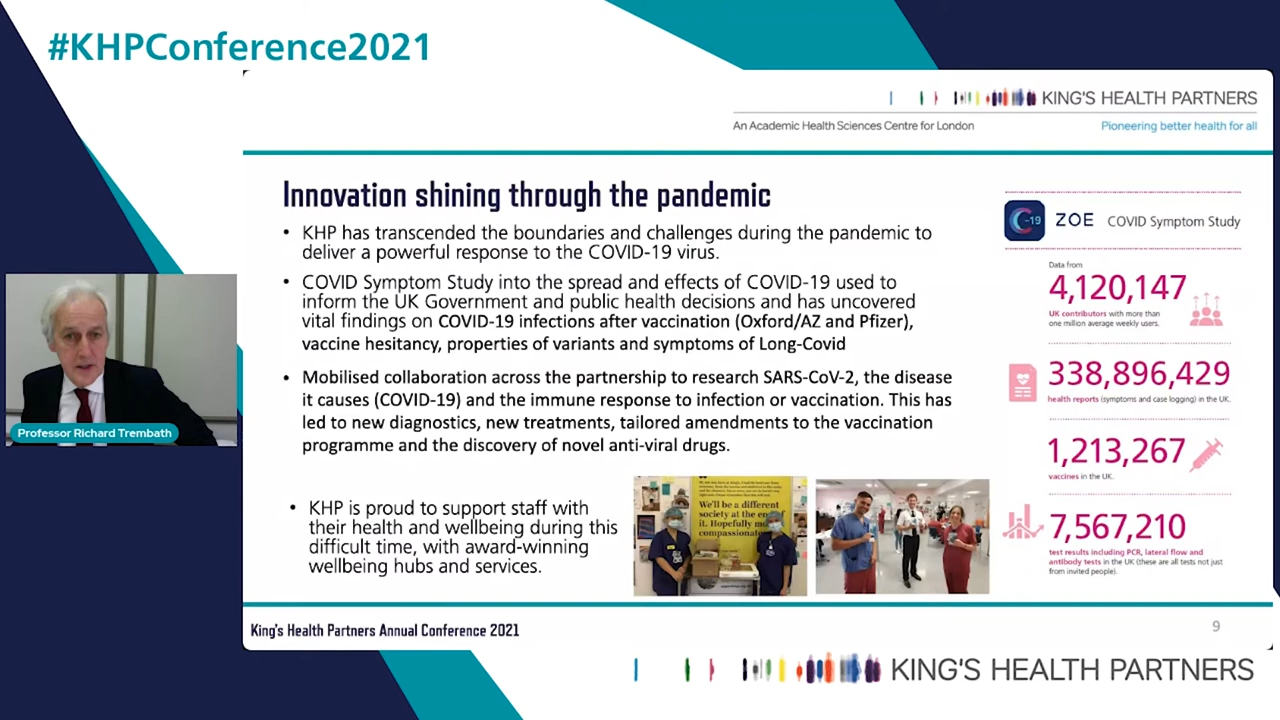 #KHPConference2021
KING'S HEALTH PARTNERS
An Academic Health Sciences Centre for London
Pioneering better health for all
Innovation shining through the pandemic
• KHP has transcended the boundaries and challenges during the pandemic to
deliver a powerful response to the COVID-19 virus.
• COVID Symptom Study into the spread and effects of COVID-19 used to
inform the UK Government and public health decisions and has uncovered
vital findings on COVID-19 infections after vaccination (Oxford/AZ and Pfizer),
vaccine hesitancy, properties of variants and symptoms of Long-Covid
• Mobilised collaboration across the partnership to research SARS-CoV-2, the disease
it causes (COVID-19) and the immune response to infection or vaccination. This has
led to new diagnostics, new treatments, tailored amendments to the vaccination
programme and the discovery of novel anti-viral drugs.
• KHP is proud to support staff with
their health and wellbeing during this
difficult time, with award-winning
wellbeing hubs and services.
We'll be a different
society at the end
of it. Hopefully
compassionate
C-19
ZOE COVID Symptom Study
Data from
4,120,147
UK contributors with more than
one million average weekly users.
338,896,429
health reports (symptoms and case logging) in the UK.
1,213,267
vaccines in the UK.
7,567,210
test results including PCR, lateral flow and
antibody tests in the UK (these are all tests not just
from invited people).
Professor Richard Trembath
King's Health Partners Annual Conference 2021
9
KING'S HEALTH PARTNERS